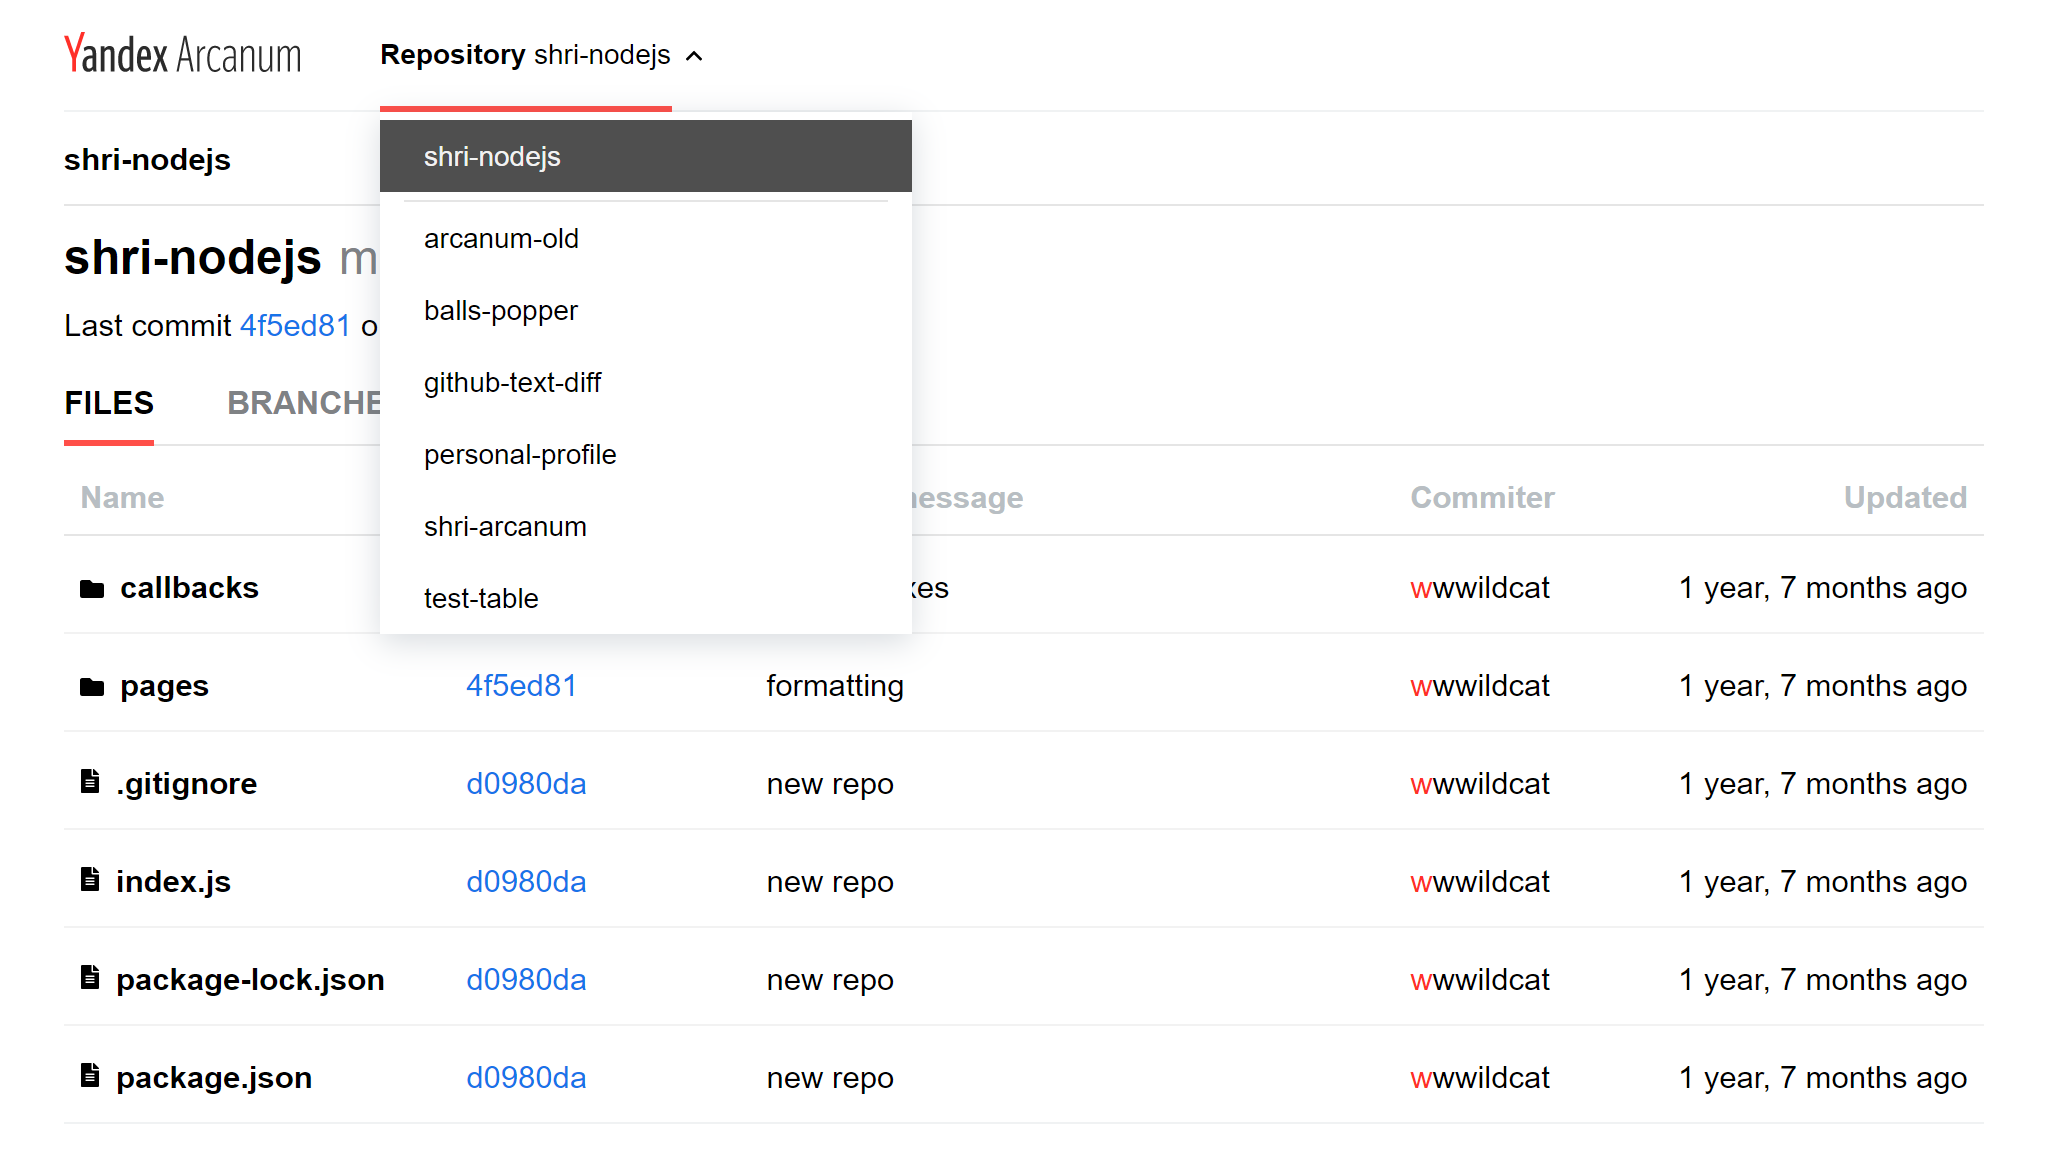 Yandex Arcanum
Repository shri-nodejs
shri-nodejs
shri-nodejs
shri-nodejs m
arcanum-old
balls-popper
Last commit 4f5ed81 o
github-text-diff
FILES BRANCHE
personal-profile
Name essage Commiter Updated
shri-arcanum
callbacks kes wwwildcat 1 year, 7 months ago
test-table
pages 4f5ed81 formatting wwwildcat 1 year, 7 months ago
.gitignore d0980da new repo wwwildcat 1 year, 7 months ago
index.js d0980da new repo wwwildcat 1 year, 7 months ago
package-lock.json d0980da new repo wwwildcat 1 year, 7 months ago
package.json d0980da new repo wwwildcat 1 year, 7 months ago